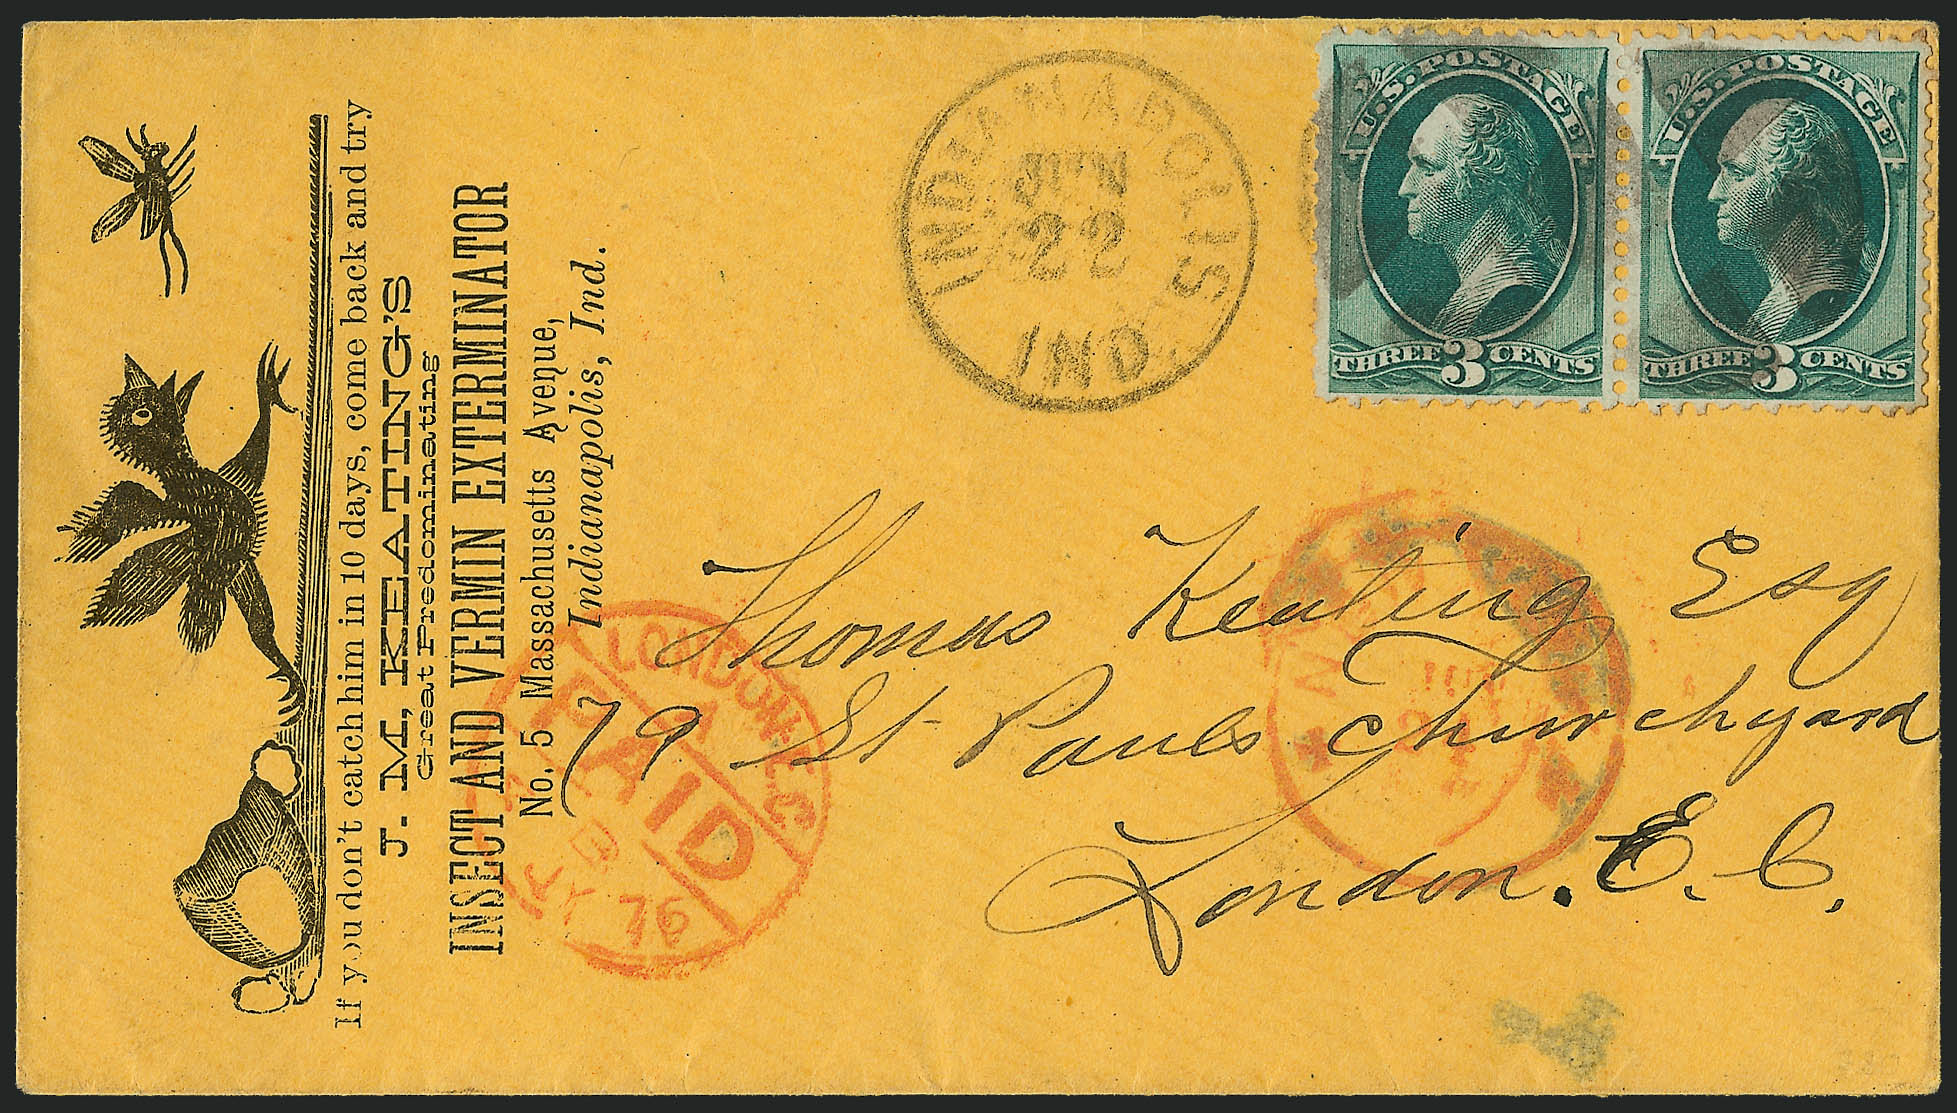 If you don't catch him in 10 days, come back and try
J. M. KEATING'S
Great Predominating
INSECT AND VERMIN EXTERMINATOR
No. 5 Massachusetts Avenue,
Indianapolis, Ind.
INDIANAPOLIS
JUN
22
IND
U.S. POSTAGE
THREE 3 CENTS
U.S. POSTAGE
THREE 3 CENTS
Thomas Keating Esq
79 St Pauls Churchyard
London. E. C.
LONDON E.C
PAID
76